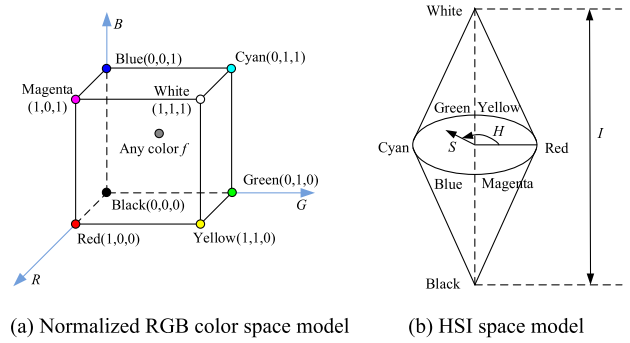 B
Blue(0,0,1)
Cyan(0,1,1)
Magenta
(1,0,1)
White
(1,1,1)
Any color f
Black(0,0,0)
Green(0,1,0)
G
Red(1,0,0)
Yellow(1,1,0)
R
(a) Normalized RGB color space model
White
Green
Yellow
Cyan
S
H
Red
I
Blue
Magenta
Black
(b) HSI space model